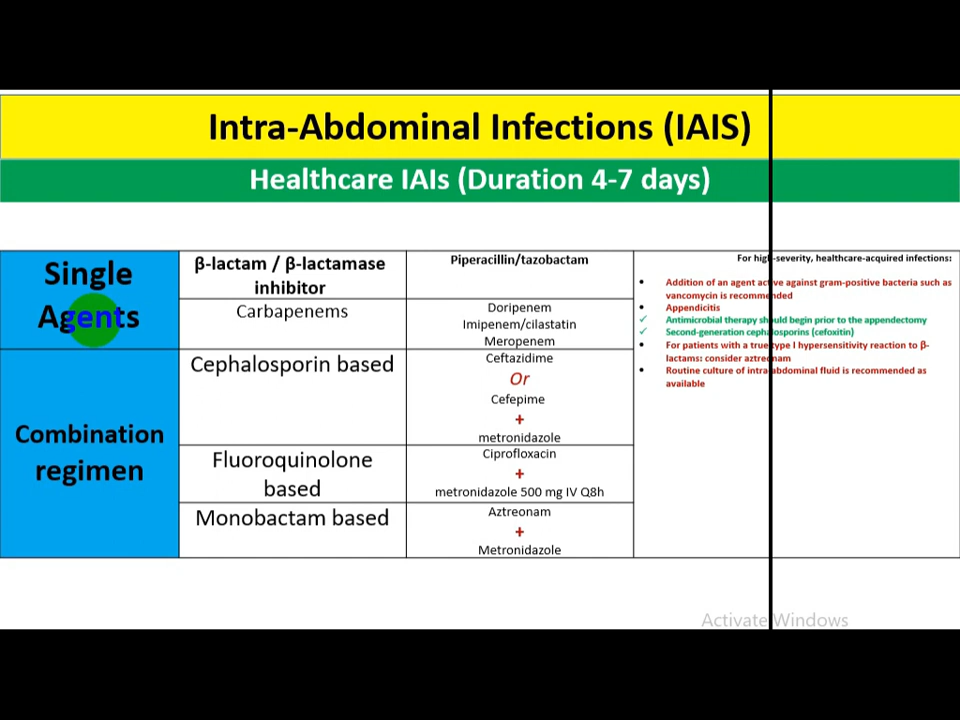 Intra-Abdominal Infections (IAIS)
Healthcare IAIs (Duration 4-7 days)
Single
Agents
β-lactam / β-lactamase
inhibitor
Piperacillin/tazobactam
Carbapenems
Doripenem
Imipenem/cilastatin
Meropenem
Combination
regimen
Cephalosporin based
Ceftazidime
Or
Cefepime
+
metronidazole
Fluoroquinolone
based
Ciprofloxacin
+
metronidazole 500 mg IV Q8h
Monobactam based
Aztreonam
+
Metronidazole
For high-severity, healthcare-acquired infections:
• Addition of an agent active against gram-positive bacteria such as
vancomycin is recommended
• Appendicitis
✓ Antimicrobial therapy should begin prior to the appendectomy
✓ Second-generation cephalosporins (cefoxitin)
• For patients with a true type I hypersensitivity reaction to β-
lactams: consider aztreonam
• Routine culture of intra-abdominal fluid is recommended as
available
Activate Windows